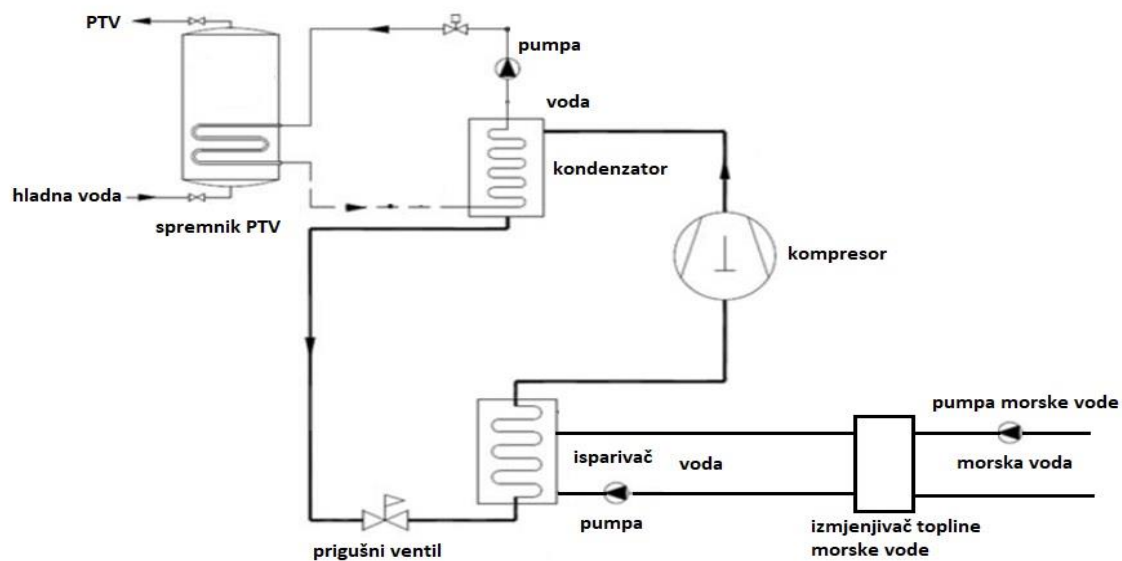 PTV
pumpa
voda
kondenzator
hladna voda
spremnik PTV
kompresor
pumpa morske vode
isparivač
voda
morska voda
pumpa
izmjenjivač topline
morske vode
prigušni ventil